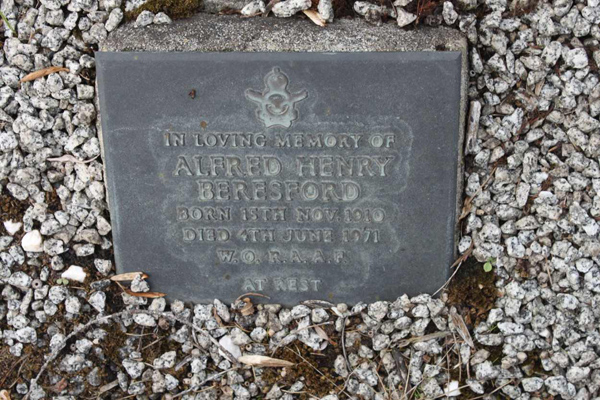 IN LOVING MEMORY OF
ALFRED HENRY
BERESFORD
BORN 15TH NOV. 1910
DIED 4TH JUNE 1971
W.O. R.A.A.F.
AT REST